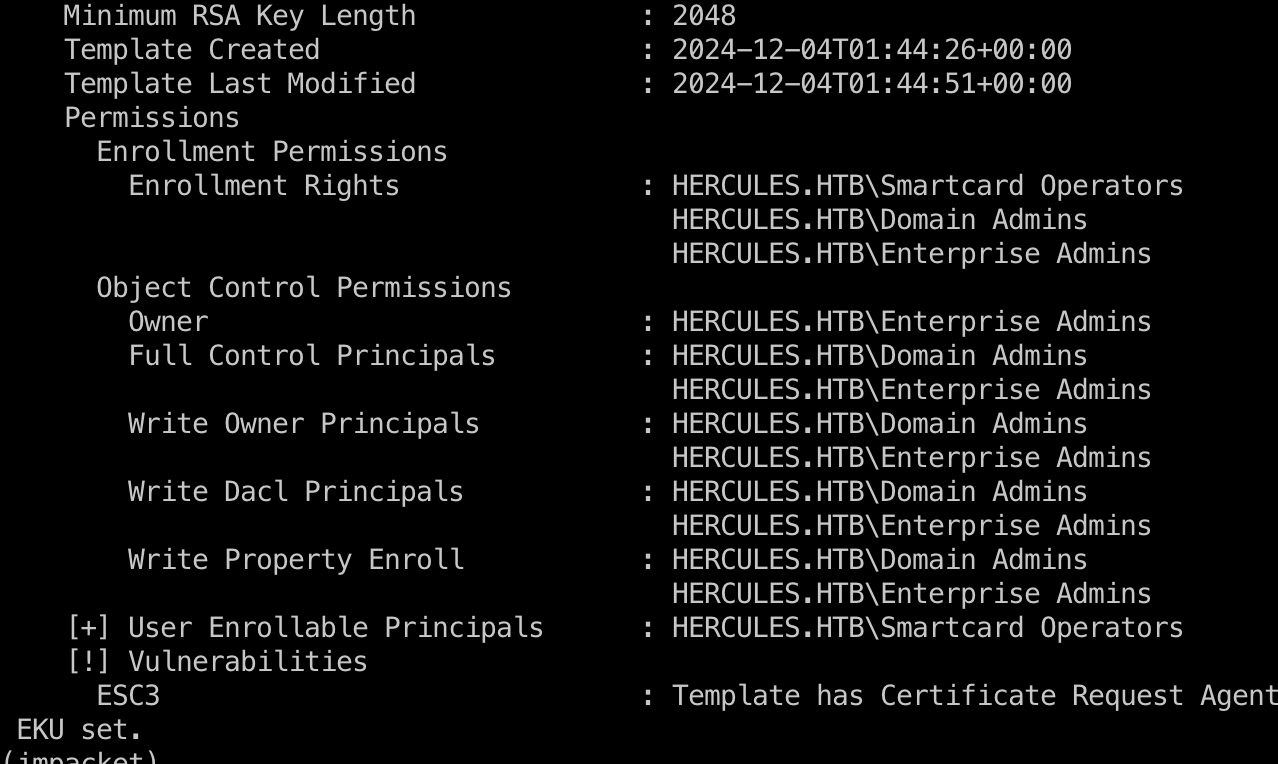 Minimum RSA Key Length : 2048
Template Created : 2024-12-04T01:44:26+00:00
Template Last Modified : 2024-12-04T01:44:51+00:00
Permissions
Enrollment Permissions
Enrollment Rights : HERCULES.HTB\Smartcard Operators
HERCULES.HTB\Domain Admins
HERCULES.HTB\Enterprise Admins
Object Control Permissions
Owner : HERCULES.HTB\Enterprise Admins
Full Control Principals : HERCULES.HTB\Domain Admins
HERCULES.HTB\Enterprise Admins
Write Owner Principals : HERCULES.HTB\Domain Admins
HERCULES.HTB\Enterprise Admins
Write Dacl Principals : HERCULES.HTB\Domain Admins
HERCULES.HTB\Enterprise Admins
Write Property Enroll : HERCULES.HTB\Domain Admins
HERCULES.HTB\Enterprise Admins
[+] User Enrollable Principals : HERCULES.HTB\Smartcard Operators
[!] Vulnerabilities
ESC3 : Template has Certificate Request Agent
EKU set.
(impacket)